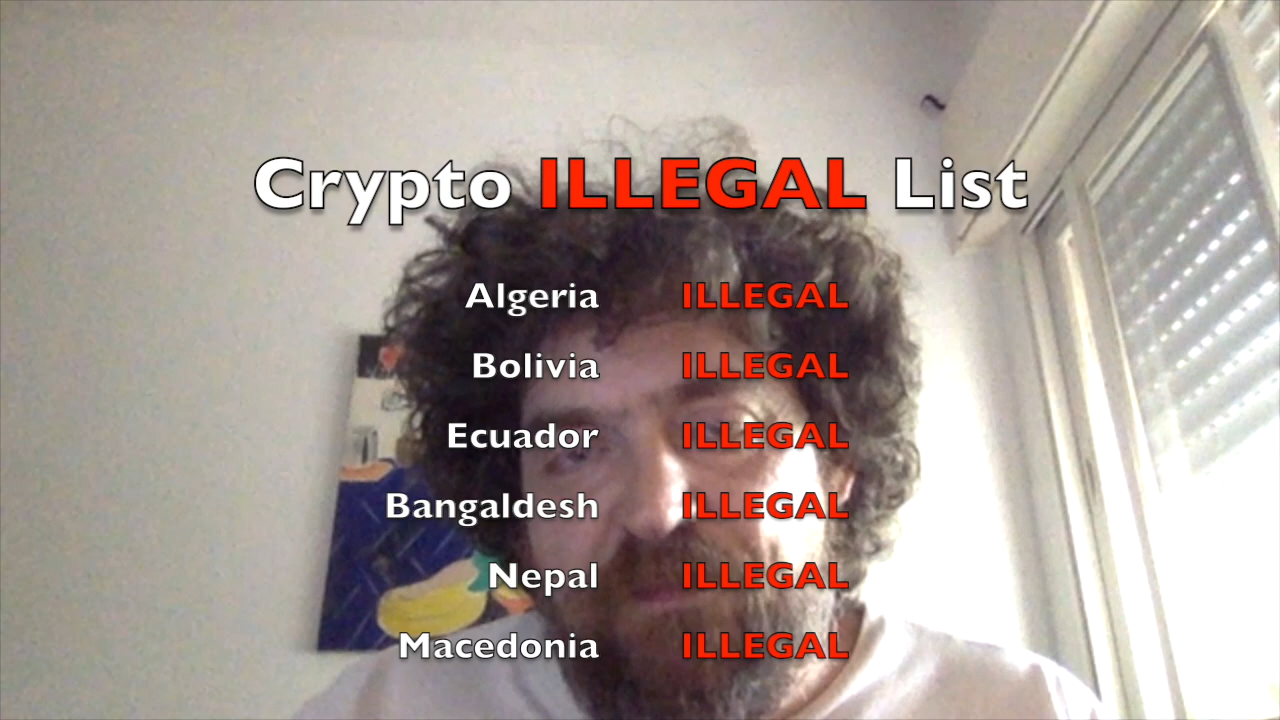 Crypto ILLEGAL List
Algeria ILLEGAL
Bolivia ILLEGAL
Ecuador ILLEGAL
Bangaldesh ILLEGAL
Nepal ILLEGAL
Macedonia ILLEGAL